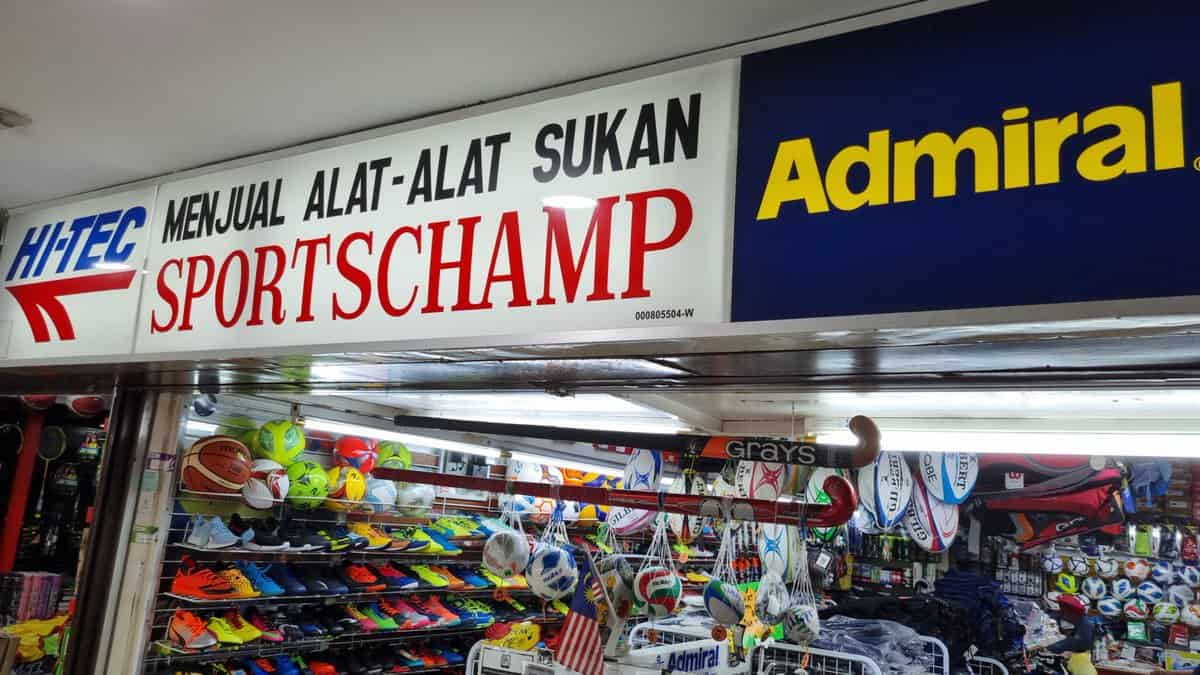 HI-TEC
MENJUAL ALAT-ALAT SUKAN
SPORTSCHAMP
000805504-W
Admiral
GRAYS
Admiral